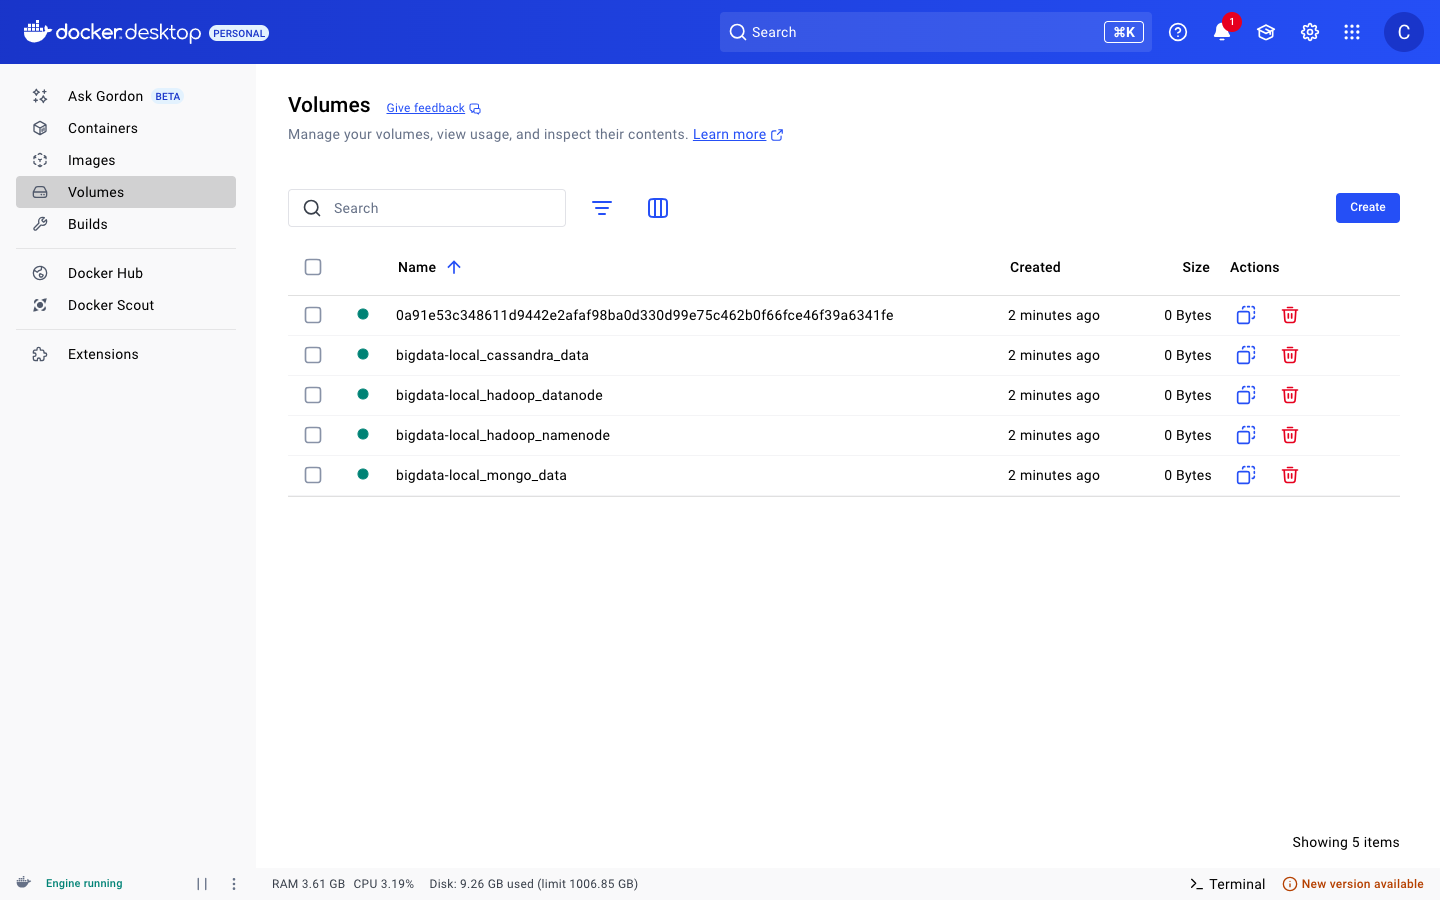 docker desktop PERSONAL
Search ⌘K
1
C
Ask Gordon BETA
Containers
Images
Volumes
Builds
Docker Hub
Docker Scout
Extensions
Volumes Give feedback
Manage your volumes, view usage, and inspect their contents. Learn more
Search
Create
Name Created Size Actions
0a91e53c348611d9442e2afaf98ba0d330d99e75c462b0f66fce46f39a6341fe 2 minutes ago 0 Bytes
bigdata-local_cassandra_data 2 minutes ago 0 Bytes
bigdata-local_hadoop_datanode 2 minutes ago 0 Bytes
bigdata-local_hadoop_namenode 2 minutes ago 0 Bytes
bigdata-local_mongo_data 2 minutes ago 0 Bytes
Showing 5 items
Engine running
RAM 3.61 GB CPU 3.19% Disk: 9.26 GB used (limit 1006.85 GB)
Terminal
New version available